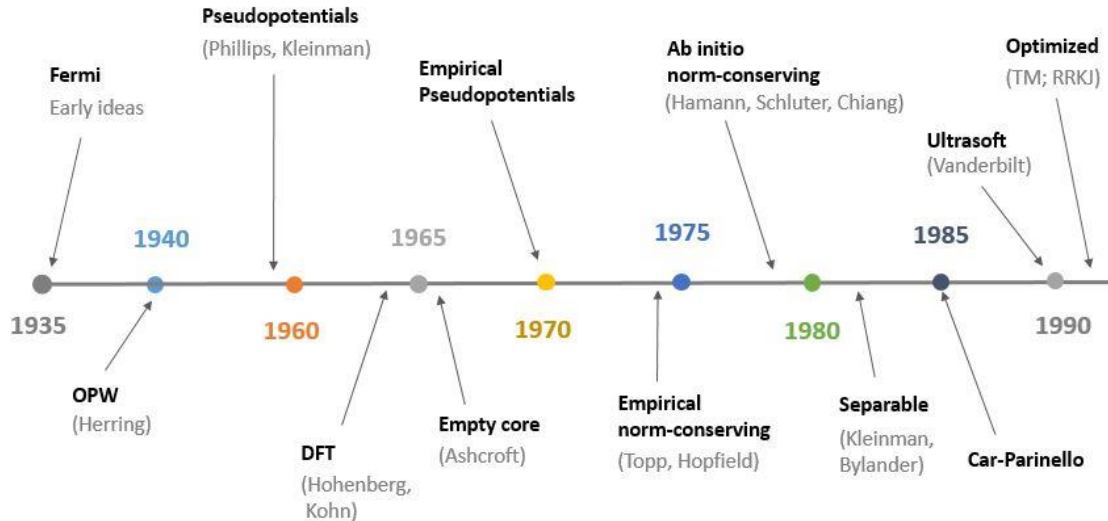 Pseudopotentials
(Phillips, Kleinman)
Fermi
Early ideas
Empirical
Pseudopotentials
Ab initio
norm-conserving
(Hamann, Schluter, Chiang)
Optimized
(TM; RRKJ)
Ultrasoft
(Vanderbilt)
1940
1965
1975
1985
1935
1960
1970
1980
1990
OPW
(Herring)
DFT
(Hohenberg,
Kohn)
Empty core
(Ashcroft)
Empirical
norm-conserving
(Topp, Hopfield)
Separable
(Kleinman,
Bylander)
Car-Parinello